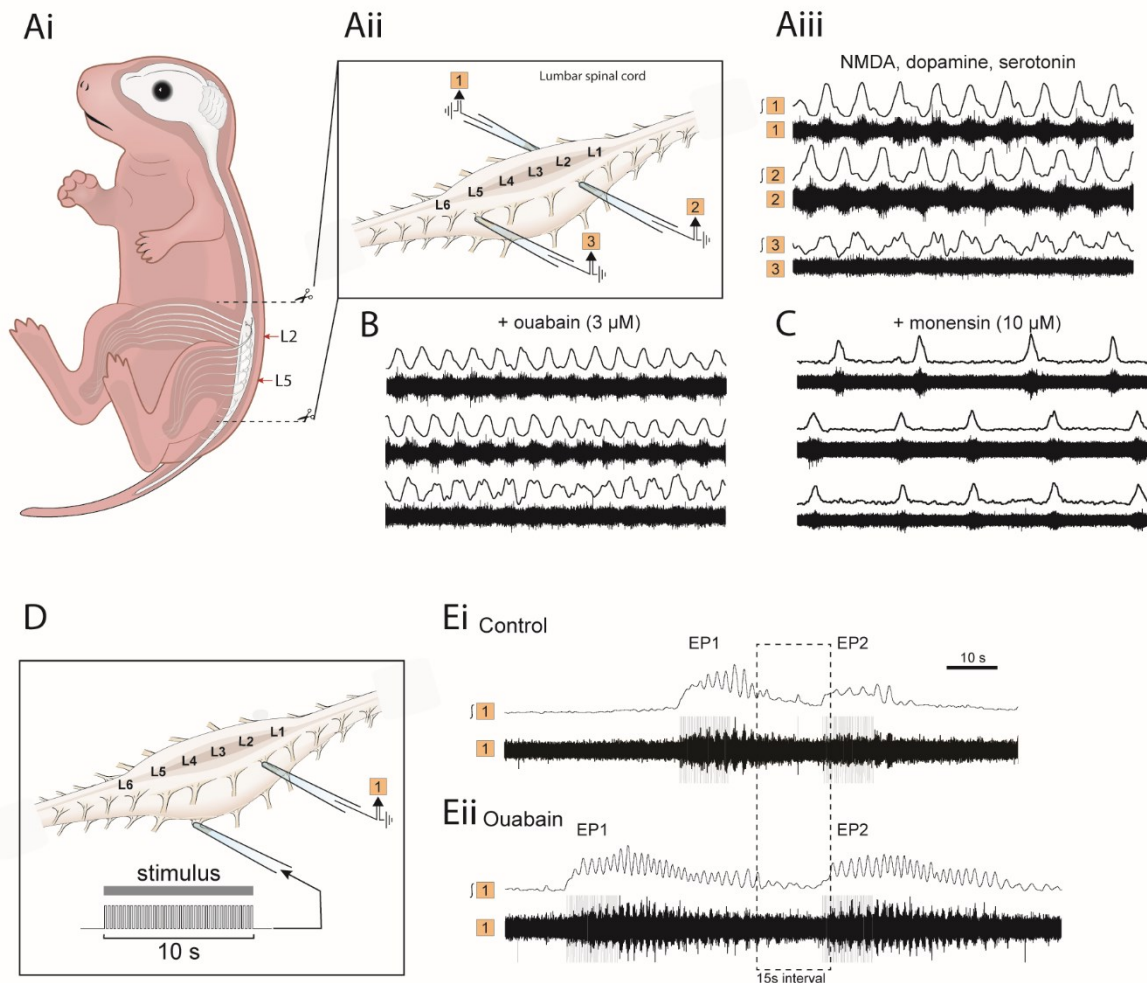 Ai
L2
L5
Aii
Lumbar spinal cord
1
L1
L2
L3
L4
L5
L6
2
3
Aiii
NMDA, dopamine, serotonin
∫ 1
1
∫ 2
2
∫ 3
3
B
+ ouabain (3 µM)
C
+ monensin (10 µM)
D
L1
L2
L3
L4
L5
L6
1
stimulus
10 s
Ei Control
EP1
EP2
10 s
∫ 1
1
Eii Ouabain
EP1
EP2
∫ 1
1
15s interval